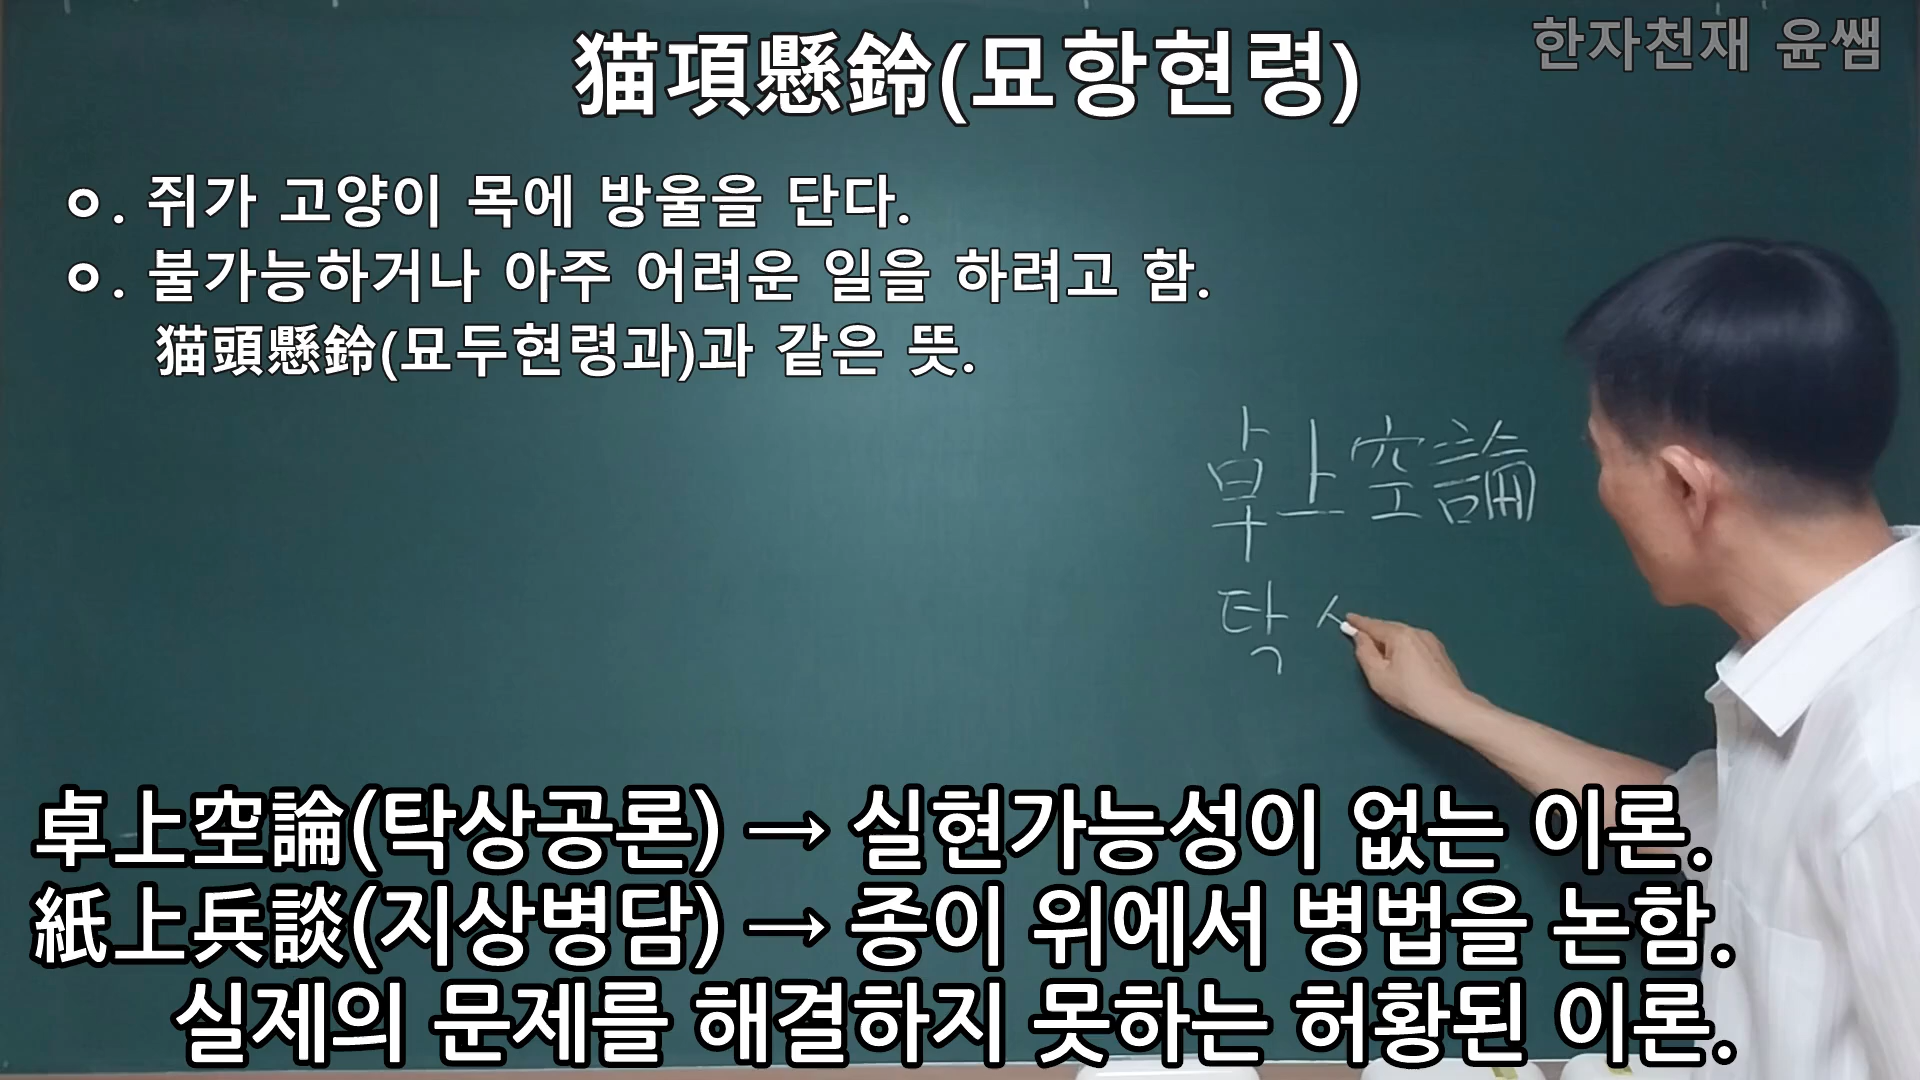 猫項懸鈴(묘항현령)
한자천재 윤쌤
ㅇ. 쥐가 고양이 목에 방울을 단다.
ㅇ. 불가능하거나 아주 어려운 일을 하려고 함.
猫頭懸鈴(묘두현령과)과 같은 뜻.
卓上空論
탁 ㅅ
卓上空論(탁상공론) → 실현가능성이 없는 이론.
紙上兵談(지상병담) → 종이 위에서 병법을 논함.
실제의 문제를 해결하지 못하는 허황된 이론.